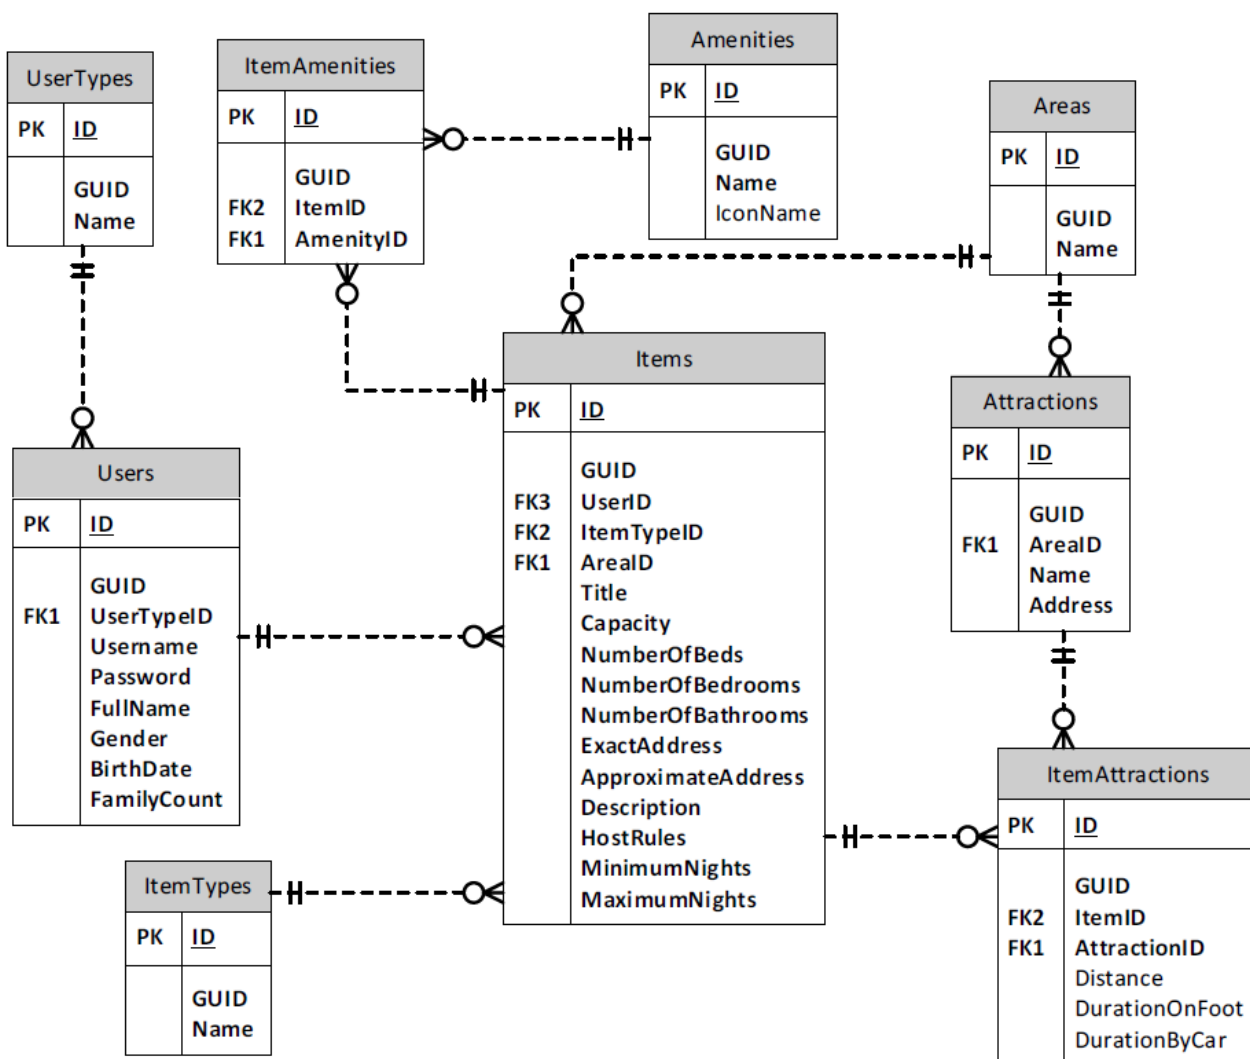 UserTypes
PK ID
GUID
Name
ItemAmenities
PK ID
GUID
FK2 ItemID
FK1 AmenityID
Amenities
PK ID
GUID
Name
IconName
Areas
PK ID
GUID
Name
Items
PK ID
GUID
FK3 UserID
FK2 ItemTypeID
FK1 AreaID
Title
Capacity
NumberOfBeds
NumberOfBedrooms
NumberOfBathrooms
ExactAddress
ApproximateAddress
Description
HostRules
MinimumNights
MaximumNights
Attractions
PK ID
GUID
FK1 AreaID
Name
Address
Users
PK ID
GUID
FK1 UserTypeID
Username
Password
FullName
Gender
BirthDate
FamilyCount
ItemAttractions
PK ID
GUID
FK2 ItemID
FK1 AttractionID
Distance
DurationOnFoot
DurationByCar
ItemTypes
PK ID
GUID
Name